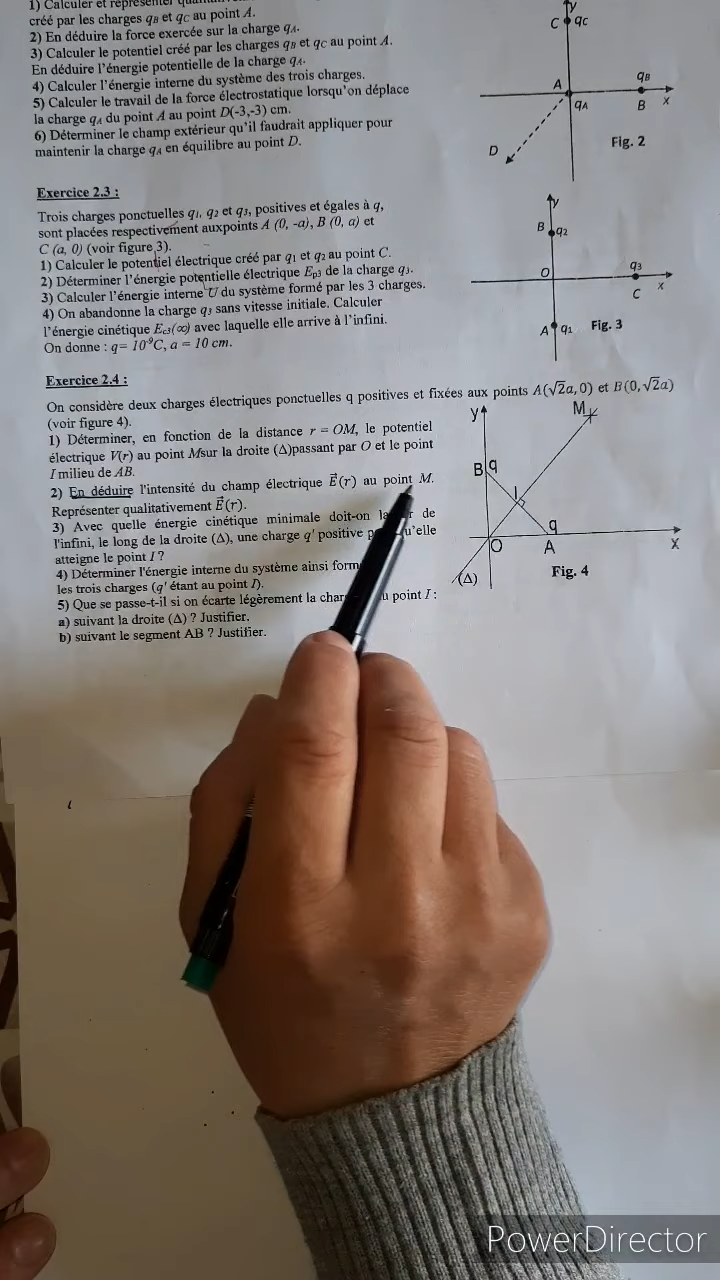 1) Calculer et représenter
créé par les charges qB et qC au point A.
2) En déduire la force exercée sur la charge qA.
3) Calculer le potentiel créé par les charges qB et qC au point A.
En déduire l'énergie potentielle de la charge qA.
4) Calculer l'énergie interne du système des trois charges.
5) Calculer le travail de la force électrostatique lorsqu'on déplace
la charge qA du point A au point D(-3,-3) cm.
6) Déterminer le champ extérieur qu'il faudrait appliquer pour
maintenir la charge qA en équilibre au point D.
y
C qC
A qB
qA B x
D
Fig. 2
Exercice 2.3 :
Trois charges ponctuelles q1, q2 et q3, positives et égales à q,
sont placées respectivement auxpoints A (0, -a), B (0, a) et
C (a, 0) (voir figure 3).
1) Calculer le potentiel électrique créé par q1 et q2 au point C.
2) Déterminer l'énergie potentielle électrique Ep3 de la charge q3.
3) Calculer l'énergie interne U du système formé par les 3 charges.
4) On abandonne la charge q3 sans vitesse initiale. Calculer
l'énergie cinétique Ec3(∞) avec laquelle elle arrive à l'infini.
On donne : q= 10⁻⁹C, a = 10 cm.
y
B q2
O q3
C x
A q1 Fig. 3
Exercice 2.4 :
On considère deux charges électriques ponctuelles q positives et fixées aux points A(√2a, 0) et B(0, √2a)
(voir figure 4).
1) Déterminer, en fonction de la distance r = OM, le potentiel
électrique V(r) au point Msur la droite (Δ)passant par O et le point
I milieu de AB.
2) En déduire l'intensité du champ électrique E⃗(r) au point M.
Représenter qualitativement E⃗(r).
3) Avec quelle énergie cinétique minimale doit-on de
l'infini, le long de la droite (Δ), une charge q' positive qu'elle
atteigne le point I ?
4) Déterminer l'énergie interne du système ainsi
les trois charges (q' étant au point I).
5) Que se passe-t-il si on écarte légèrement la point I :
a) suivant la droite (Δ) ? Justifier.
b) suivant le segment AB ? Justifier.
y M
B q
I
q
O A x
(Δ) Fig. 4
PowerDirector